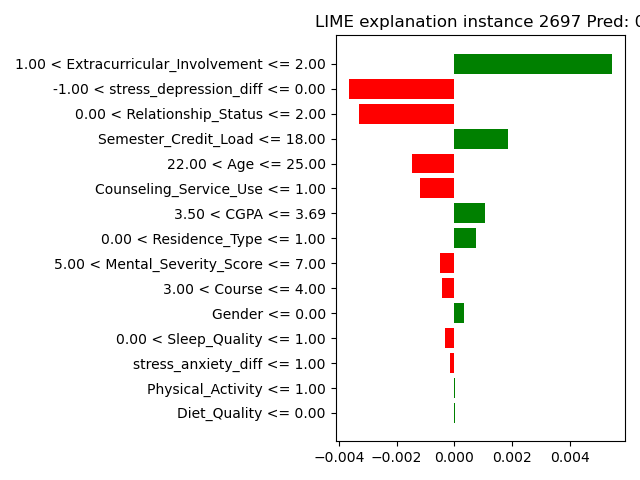 LIME explanation instance 2697 Pred: 0
1.00 < Extracurricular_Involvement <= 2.00
-1.00 < stress_depression_diff <= 0.00
0.00 < Relationship_Status <= 2.00
Semester_Credit_Load <= 18.00
22.00 < Age <= 25.00
Counseling_Service_Use <= 1.00
3.50 < CGPA <= 3.69
0.00 < Residence_Type <= 1.00
5.00 < Mental_Severity_Score <= 7.00
3.00 < Course <= 4.00
Gender <= 0.00
0.00 < Sleep_Quality <= 1.00
stress_anxiety_diff <= 1.00
Physical_Activity <= 1.00
Diet_Quality <= 0.00
−0.004 −0.002 0.000 0.002 0.004